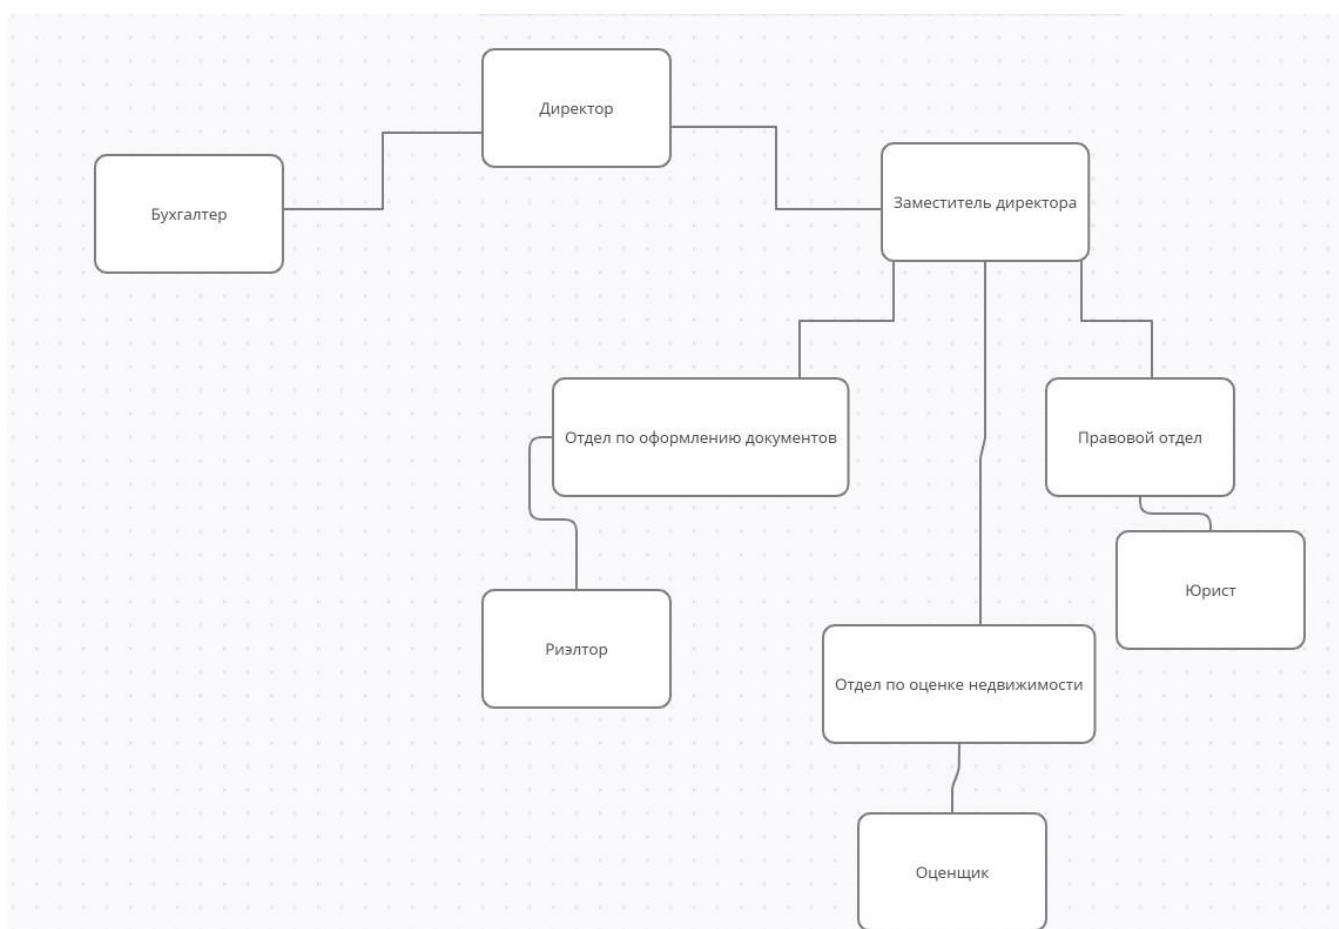 Директор
Заместитель директора
Бухгалтер
Отдел по оформлению документов
Правовой отдел
Юрист
Риэлтор
Отдел по оценке недвижимости
Оценщик